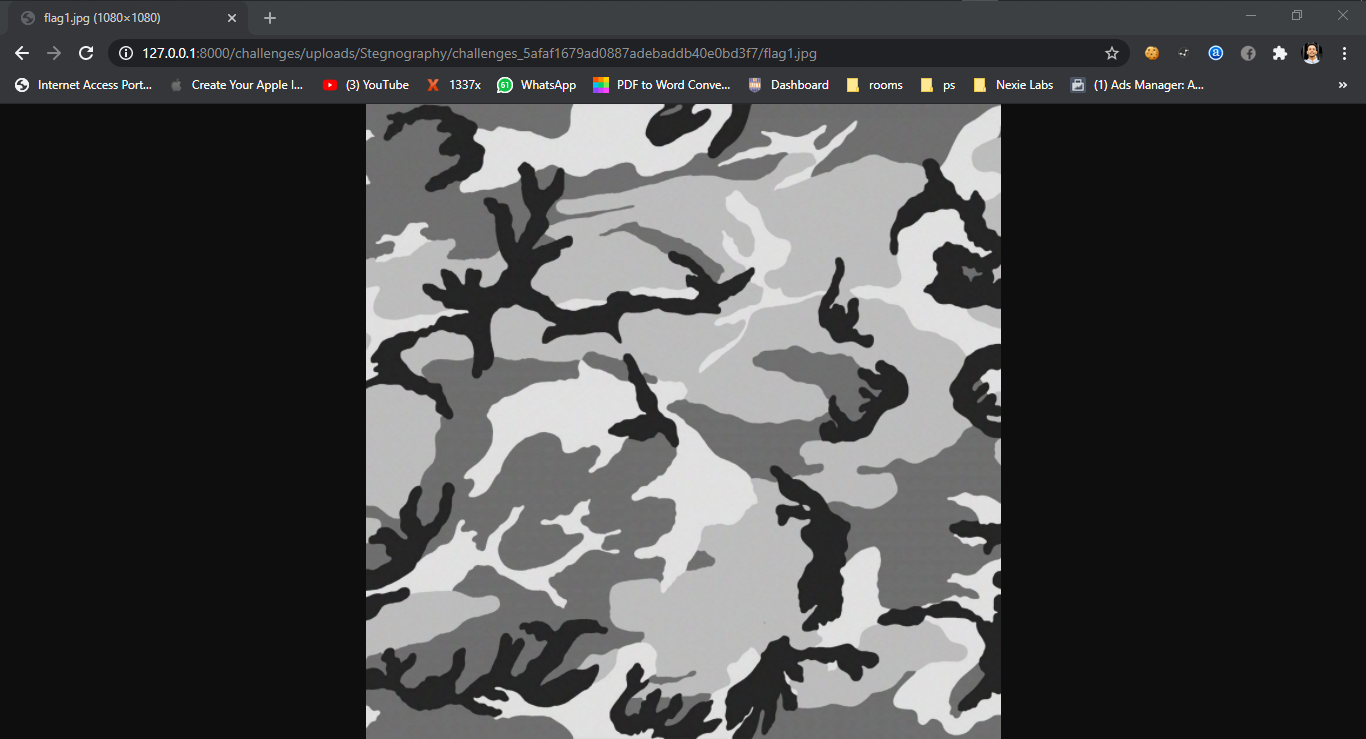 flag1.jpg (1080×1080)
127.0.0.1:8000/challenges/uploads/Stegnography/challenges_5afaf1679ad0887adebaddb40e0bd3f7/flag1.jpg
Internet Access Port... Create Your Apple I... (3) YouTube 1337x 61 WhatsApp PDF to Word Conve... Dashboard rooms ps Nexie Labs (1) Ads Manager: A... »